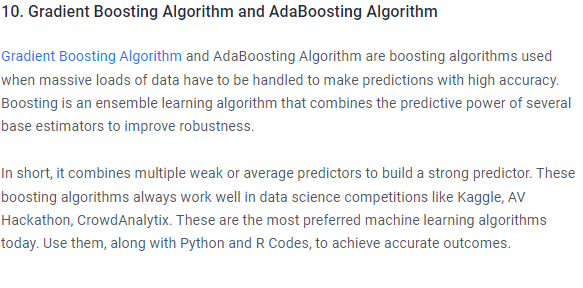 10. Gradient Boosting Algorithm and AdaBoosting Algorithm
Gradient Boosting Algorithm and AdaBoosting Algorithm are boosting algorithms used
when massive loads of data have to be handled to make predictions with high accuracy.
Boosting is an ensemble learning algorithm that combines the predictive power of several
base estimators to improve robustness.
In short, it combines multiple weak or average predictors to build a strong predictor. These
boosting algorithms always work well in data science competitions like Kaggle, AV
Hackathon, CrowdAnalytix. These are the most preferred machine learning algorithms
today. Use them, along with Python and R Codes, to achieve accurate outcomes.